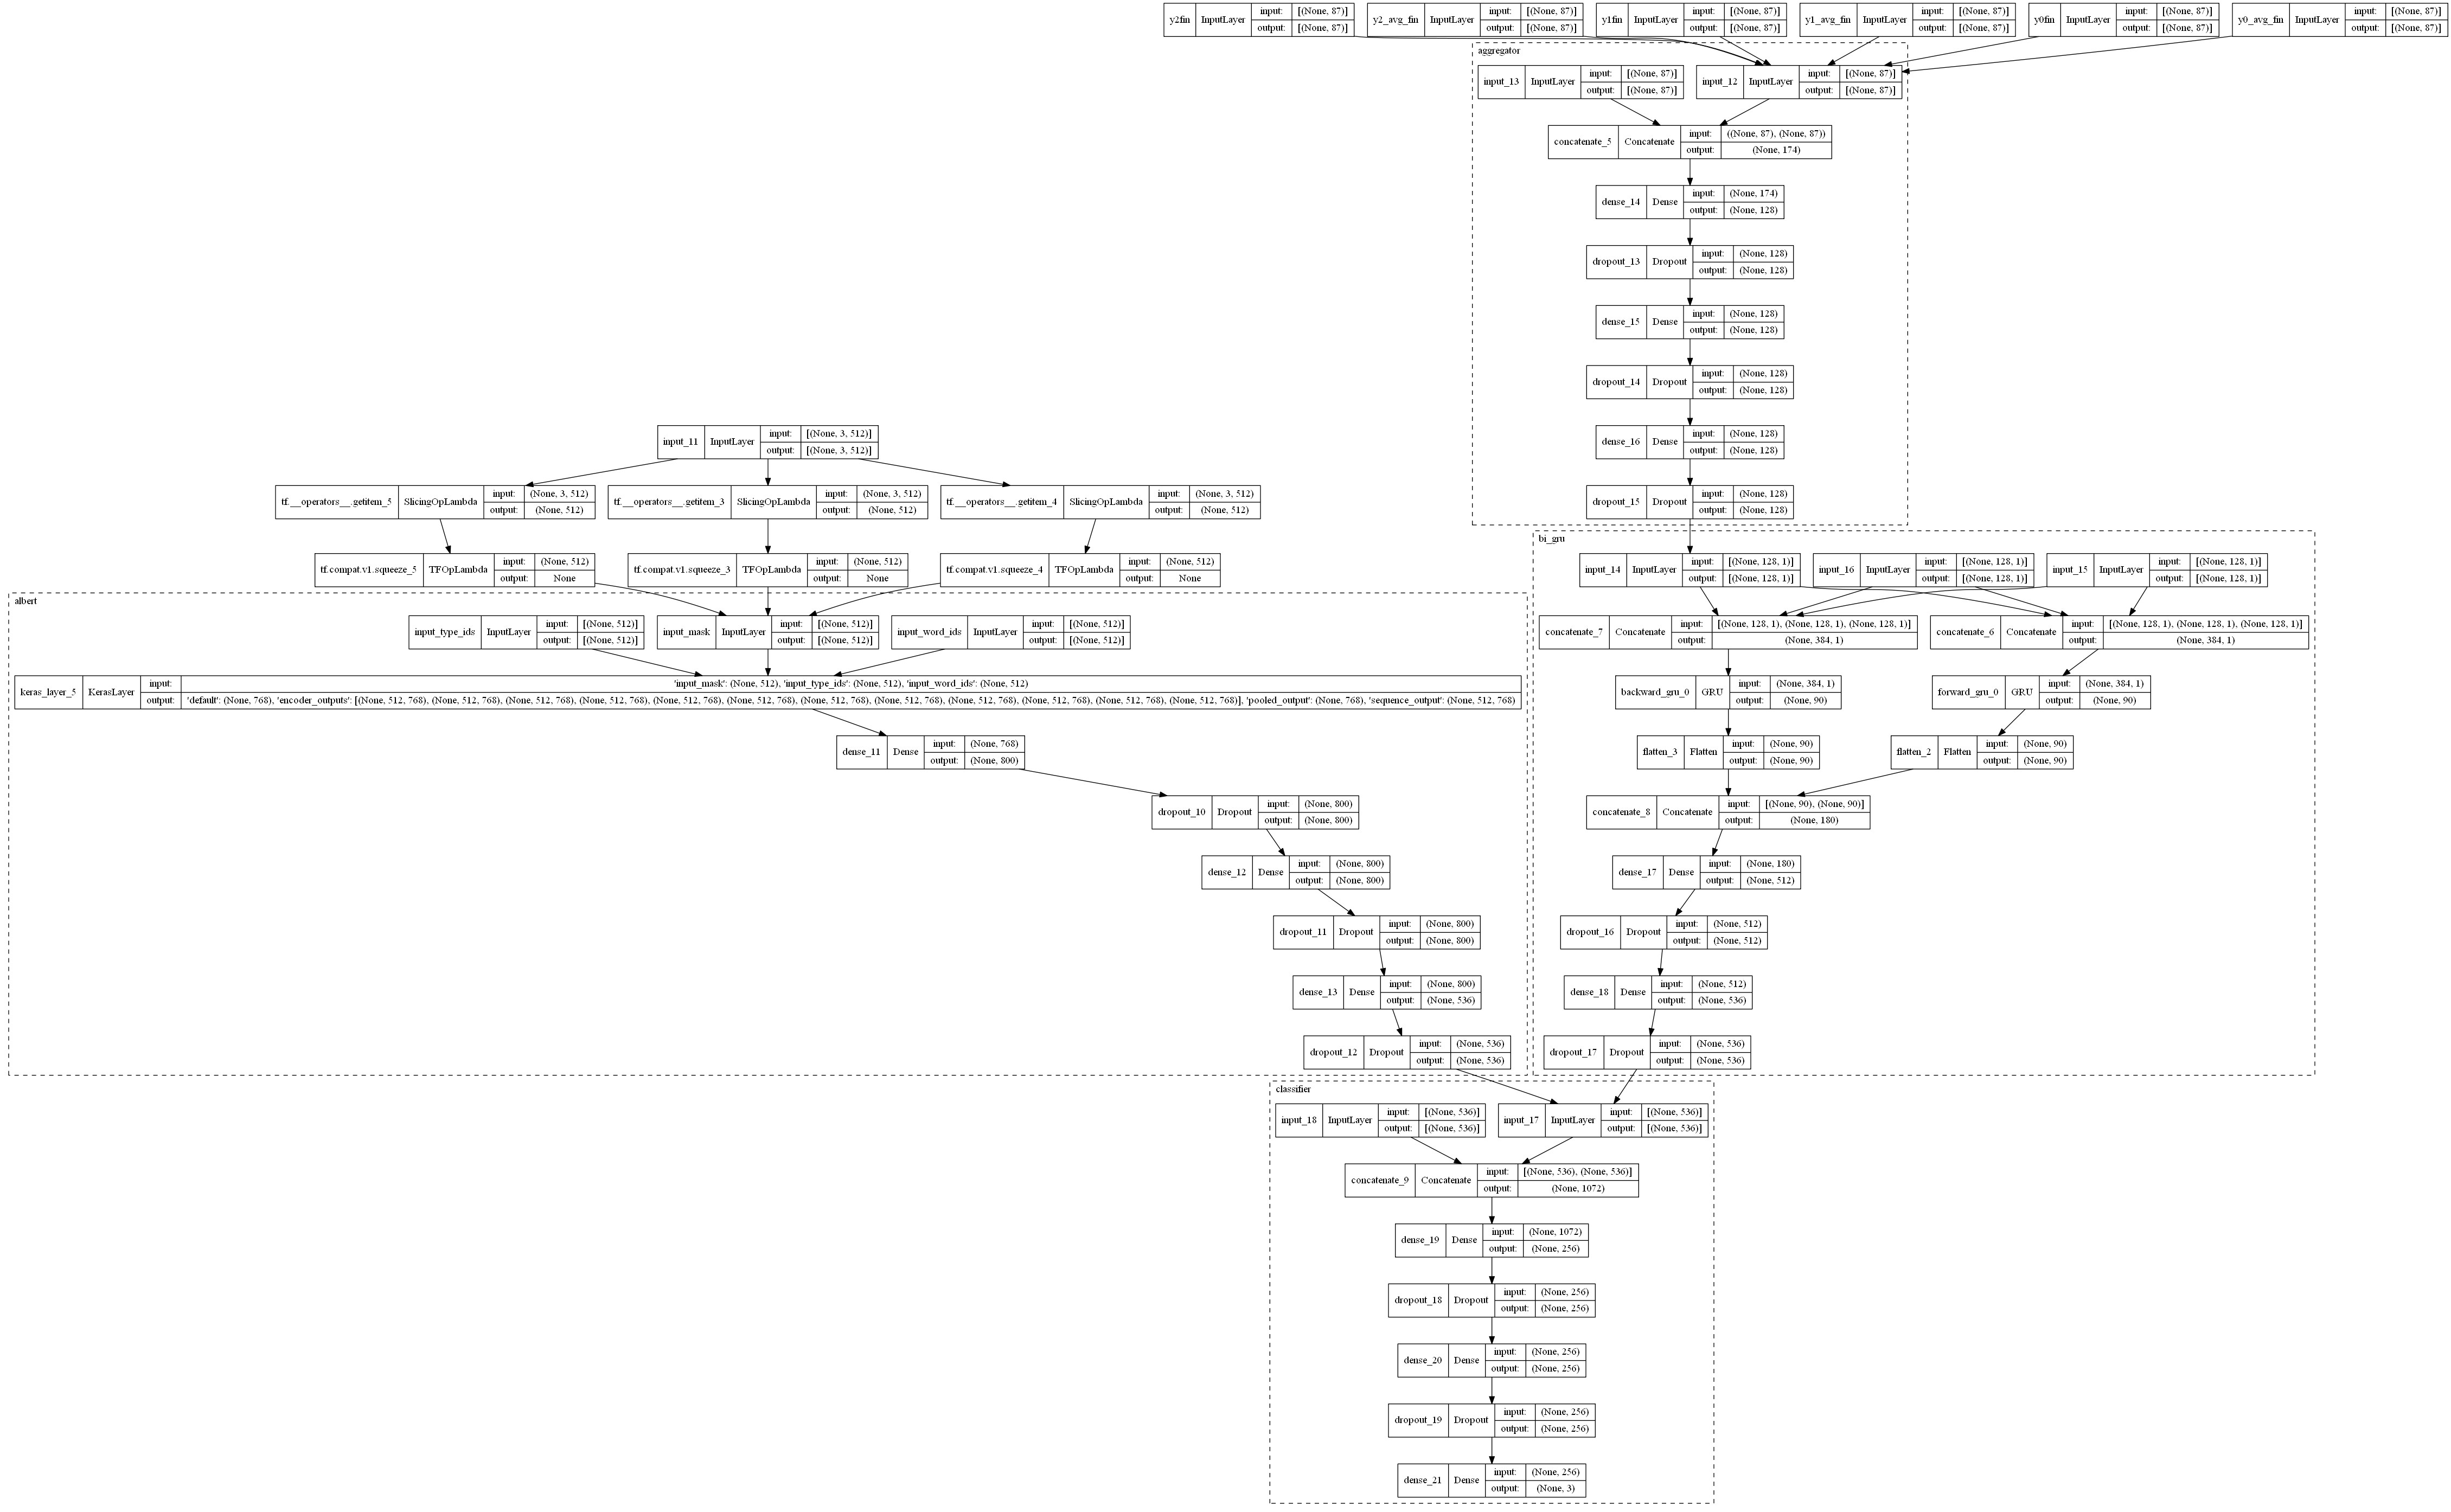 y2fin InputLayer input: [(None, 87)] output: [(None, 87)]
y2_avg_fin InputLayer input: [(None, 87)] output: [(None, 87)]
y1fin InputLayer input: [(None, 87)] output: [(None, 87)]
y1_avg_fin InputLayer input: [(None, 87)] output: [(None, 87)]
y0fin InputLayer input: [(None, 87)] output: [(None, 87)]
y0_avg_fin InputLayer input: [(None, 87)] output: [(None, 87)]
aggregator
input_13 InputLayer input: [(None, 87)] output: [(None, 87)]
input_12 InputLayer input: [(None, 87)] output: [(None, 87)]
concatenate_5 Concatenate input: ((None, 87), (None, 87)) output: (None, 174)
dense_14 Dense input: (None, 174) output: (None, 128)
dropout_13 Dropout input: (None, 128) output: (None, 128)
dense_15 Dense input: (None, 128) output: (None, 128)
dropout_14 Dropout input: (None, 128) output: (None, 128)
dense_16 Dense input: (None, 128) output: (None, 128)
dropout_15 Dropout input: (None, 128) output: (None, 128)
input_11 InputLayer input: [(None, 3, 512)] output: [(None, 3, 512)]
tf.__operators__.getitem_5 SlicingOpLambda input: (None, 3, 512) output: (None, 512)
tf.__operators__.getitem_3 SlicingOpLambda input: (None, 3, 512) output: (None, 512)
tf.__operators__.getitem_4 SlicingOpLambda input: (None, 3, 512) output: (None, 512)
tf.compat.v1.squeeze_5 TFOpLambda input: (None, 512) output: None
tf.compat.v1.squeeze_3 TFOpLambda input: (None, 512) output: None
tf.compat.v1.squeeze_4 TFOpLambda input: (None, 512) output: None
albert
input_type_ids InputLayer input: [(None, 512)] output: [(None, 512)]
input_mask InputLayer input: [(None, 512)] output: [(None, 512)]
input_word_ids InputLayer input: [(None, 512)] output: [(None, 512)]
keras_layer_5 KerasLayer input: 'input_mask': (None, 512), 'input_type_ids': (None, 512), 'input_word_ids': (None, 512)
output: 'default': (None, 768), 'encoder_outputs': [(None, 512, 768), (None, 512, 768), (None, 512, 768), (None, 512, 768), (None, 512, 768), (None, 512, 768), (None, 512, 768), (None, 512, 768), (None, 512, 768), (None, 512, 768), (None, 512, 768), (None, 512, 768)], 'pooled_output': (None, 768), 'sequence_output': (None, 512, 768)
dense_11 Dense input: (None, 768) output: (None, 800)
dropout_10 Dropout input: (None, 800) output: (None, 800)
dense_12 Dense input: (None, 800) output: (None, 800)
dropout_11 Dropout input: (None, 800) output: (None, 800)
dense_13 Dense input: (None, 800) output: (None, 536)
dropout_12 Dropout input: (None, 536) output: (None, 536)
bi_gru
input_14 InputLayer input: [(None, 128, 1)] output: [(None, 128, 1)]
input_16 InputLayer input: [(None, 128, 1)] output: [(None, 128, 1)]
input_15 InputLayer input: [(None, 128, 1)] output: [(None, 128, 1)]
concatenate_7 Concatenate input: [(None, 128, 1), (None, 128, 1), (None, 128, 1)] output: (None, 384, 1)
concatenate_6 Concatenate input: [(None, 128, 1), (None, 128, 1), (None, 128, 1)] output: (None, 384, 1)
backward_gru_0 GRU input: (None, 384, 1) output: (None, 90)
forward_gru_0 GRU input: (None, 384, 1) output: (None, 90)
flatten_3 Flatten input: (None, 90) output: (None, 90)
flatten_2 Flatten input: (None, 90) output: (None, 90)
concatenate_8 Concatenate input: [(None, 90), (None, 90)] output: (None, 180)
dense_17 Dense input: (None, 180) output: (None, 512)
dropout_16 Dropout input: (None, 512) output: (None, 512)
dense_18 Dense input: (None, 512) output: (None, 536)
dropout_17 Dropout input: (None, 536) output: (None, 536)
classifier
input_18 InputLayer input: [(None, 536)] output: [(None, 536)]
input_17 InputLayer input: [(None, 536)] output: [(None, 536)]
concatenate_9 Concatenate input: [(None, 536), (None, 536)] output: (None, 1072)
dense_19 Dense input: (None, 1072) output: (None, 256)
dropout_18 Dropout input: (None, 256) output: (None, 256)
dense_20 Dense input: (None, 256) output: (None, 256)
dropout_19 Dropout input: (None, 256) output: (None, 256)
dense_21 Dense input: (None, 256) output: (None, 3)